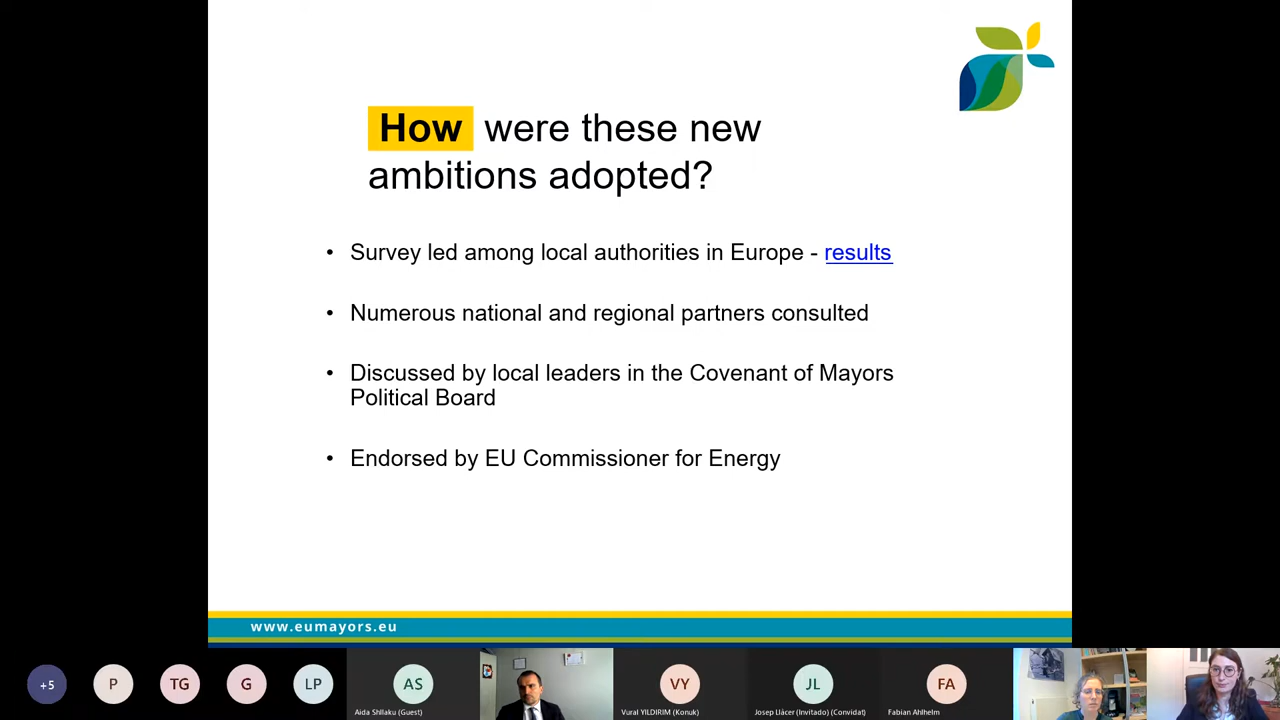 How were these new
ambitions adopted?
• Survey led among local authorities in Europe - results
• Numerous national and regional partners consulted
• Discussed by local leaders in the Covenant of Mayors
Political Board
• Endorsed by EU Commissioner for Energy
www.eumayors.eu
+5 P TG G LP AS VY JL FA
Aida Shllaku (Guest) Vural YILDIRIM (Konuk) Josep Llàcer (Invitado) (Convidat) Fabian Ahlhelm